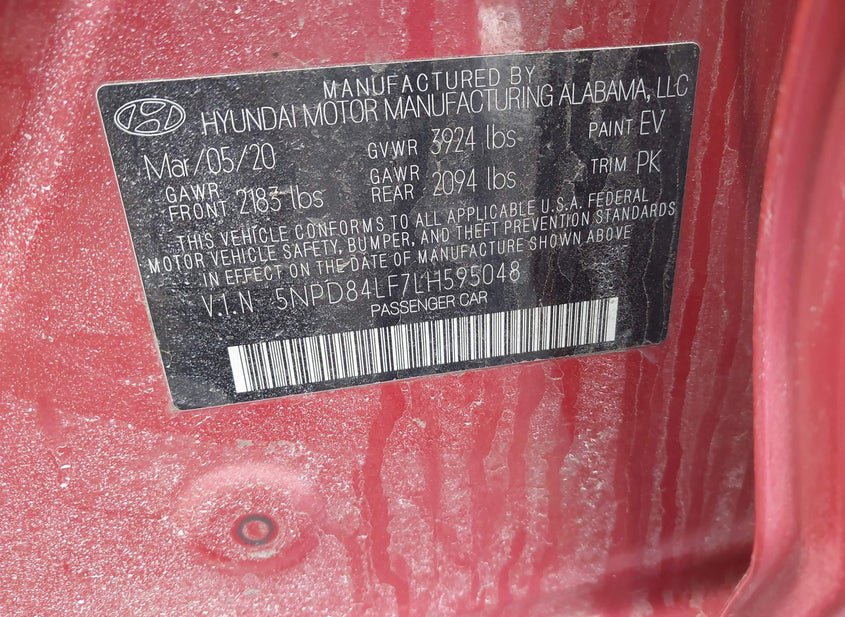 MANUFACTURED BY
HYUNDAI MOTOR MANUFACTURING ALABAMA, LLC
Mar/05/20 GVWR 3924 lbs PAINT EV
GAWR FRONT 2183 lbs GAWR REAR 2094 lbs TRIM PK
THIS VEHICLE CONFORMS TO ALL APPLICABLE U.S.A. FEDERAL
MOTOR VEHICLE SAFETY, BUMPER, AND THEFT PREVENTION STANDARDS
IN EFFECT ON THE DATE OF MANUFACTURE SHOWN ABOVE
V.I.N 5NPD84LF7LH595048
PASSENGER CAR